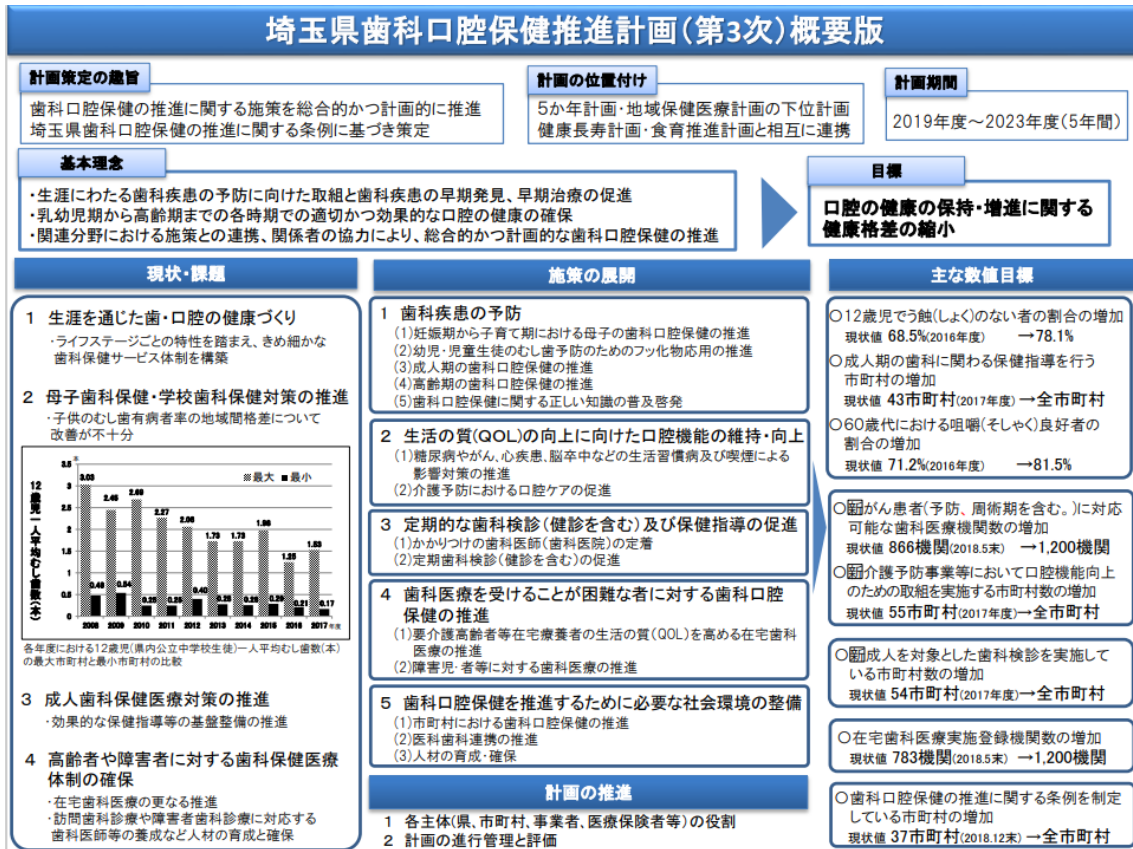 埼玉県歯科口腔保健推進計画（第3次）概要版
計画策定の趣旨
歯科口腔保健の推進に関する施策を総合的かつ計画的に推進
埼玉県歯科口腔保健の推進に関する条例に基づき策定
計画の位置付け
5か年計画・地域保健医療計画の下位計画
健康長寿計画・食育推進計画と相互に連携
計画期間
2019年度～2023年度(5年間)
基本理念
・生涯にわたる歯科疾患の予防に向けた取組と歯科疾患の早期発見、早期治療の促進
・乳幼児期から高齢期までの各時期での適切かつ効果的な口腔の健康の確保
・関連分野における施策との連携、関係者の協力により、総合的かつ計画的な歯科口腔保健の推進
目標
口腔の健康の保持・増進に関する
健康格差の縮小
現状・課題
1 生涯を通じた歯・口腔の健康づくり
・ライフステージごとの特性を踏まえ、きめ細かな
歯科保健サービス体制を構築
2 母子歯科保健・学校歯科保健対策の推進
・子供のむし歯有病者率の地域間格差について
改善が不十分
12歳児一人平均むし歯数(本)
本
最大 最小
3.5
3
2.5
2
1.5
1
0.5
0
3.03 2.45 2.69 2.27 2.06 1.73 1.73 1.98 1.25 1.53
0.48 0.54 0.25 0.25 0.40 0.28 0.25 0.29 0.21 0.17
2008 2009 2010 2011 2012 2013 2014 2015 2016 2017 年度
各年度における12歳児(県内公立中学校生徒)一人平均むし歯数(本)
の最大市町村と最小市町村の比較
3 成人歯科保健医療対策の推進
・効果的な保健指導等の基盤整備の推進
4 高齢者や障害者に対する歯科保健医療
体制の確保
・在宅歯科医療の更なる推進
・訪問歯科診療や障害者歯科診療に対応する
歯科医師等の養成など人材の育成と確保
施策の展開
1 歯科疾患の予防
(1)妊娠期から子育て期における母子の歯科口腔保健の推進
(2)幼児・児童生徒のむし歯予防のためのフッ化物応用の推進
(3)成人期の歯科口腔保健の推進
(4)高齢期の歯科口腔保健の推進
(5)歯科口腔保健に関する正しい知識の普及啓発
2 生活の質(QOL)の向上に向けた口腔機能の維持・向上
(1)糖尿病やがん、心疾患、脳卒中などの生活習慣病及び喫煙による
影響対策の推進
(2)介護予防における口腔ケアの促進
3 定期的な歯科検診(健診を含む)及び保健指導の促進
(1)かかりつけの歯科医師(歯科医院)の定着
(2)定期歯科検診(健診を含む)の促進
4 歯科医療を受けることが困難な者に対する歯科口腔
保健の推進
(1)要介護高齢者等在宅療養者の生活の質(QOL)を高める在宅歯科
医療の推進
(2)障害児・者等に対する歯科医療の推進
5 歯科口腔保健を推進するために必要な社会環境の整備
(1)市町村における歯科口腔保健の推進
(2)医科歯科連携の推進
(3)人材の育成・確保
計画の推進
1 各主体(県、市町村、事業者、医療保険者等)の役割
2 計画の進行管理と評価
主な数値目標
○12歳児でう蝕(しょく)のない者の割合の増加
現状値 68.5%(2016年度) →78.1%
○成人期の歯科に関わる保健指導を行う
市町村の増加
現状値 43市町村(2017年度) →全市町村
○60歳代における咀嚼(そしゃく)良好者の
割合の増加
現状値 71.2%(2016年度) →81.5%
○新がん患者(予防、周術期を含む。)に対応
可能な歯科医療機関数の増加
現状値 866機関(2018.5末) →1,200機関
○新介護予防事業等において口腔機能向上
のための取組を実施する市町村数の増加
現状値 55市町村(2017年度)→全市町村
○新成人を対象とした歯科検診を実施して
いる市町村数の増加
現状値 54市町村(2017年度)→全市町村
○在宅歯科医療実施登録機関数の増加
現状値 783機関(2018.5末) →1,200機関
○歯科口腔保健の推進に関する条例を制定
している市町村の増加
現状値 37市町村(2018.12末) →全市町村